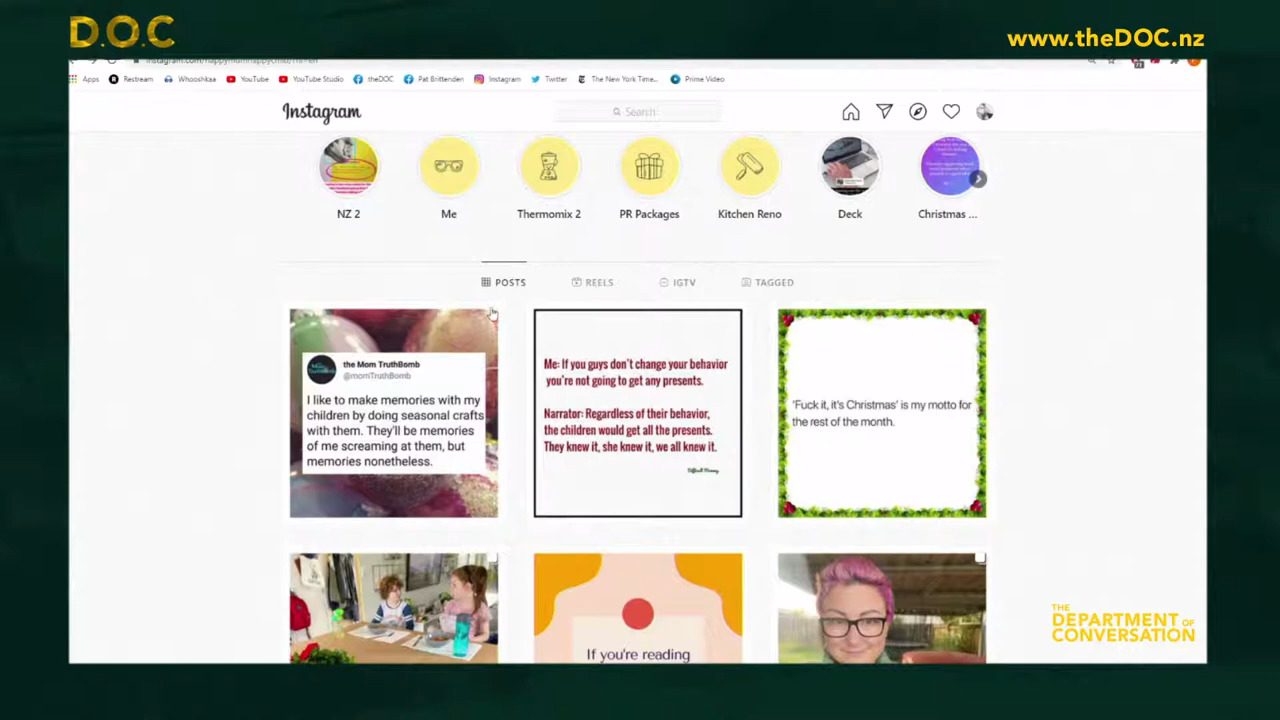 D.O.C
www.theDOC.nz
Apps
Restream
Whooshkaa
YouTube
YouTube Studio
theDOC
Pat Brittenden
Instagram
Twitter
The New York Time...
Prime Video
Instagram
Search
NZ 2
Me
Thermomix 2
PR Packages
Kitchen Reno
Deck
Christmas ...
POSTS
REELS
IGTV
TAGGED
the Mom TruthBomb
@momTruthBomb
I like to make memories with my
children by doing seasonal crafts
with them. They'll be memories
of me screaming at them, but
memories nonetheless.
Me: If you guys don't change your behavior
you're not going to get any presents.
Narrator: Regardless of their behavior,
the children would get all the presents.
They knew it, she knew it, we all knew it.
'Fuck it, it's Christmas' is my motto for
the rest of the month.
If you're reading
THE
DEPARTMENT OF
CONVERSATION